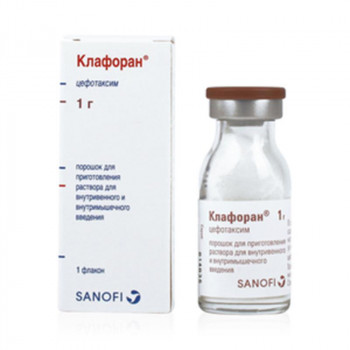 Клафоран®
цефотаксим
1 г
порошок для
приготовления
раствора для
внутривенного и
внутримышечного
введения
1 флакон
SANOFI
Клафоран® 1г
цефотаксим
порошок для приготовления
раствора для внутривенного и
внутримышечного
введения
SANOFI